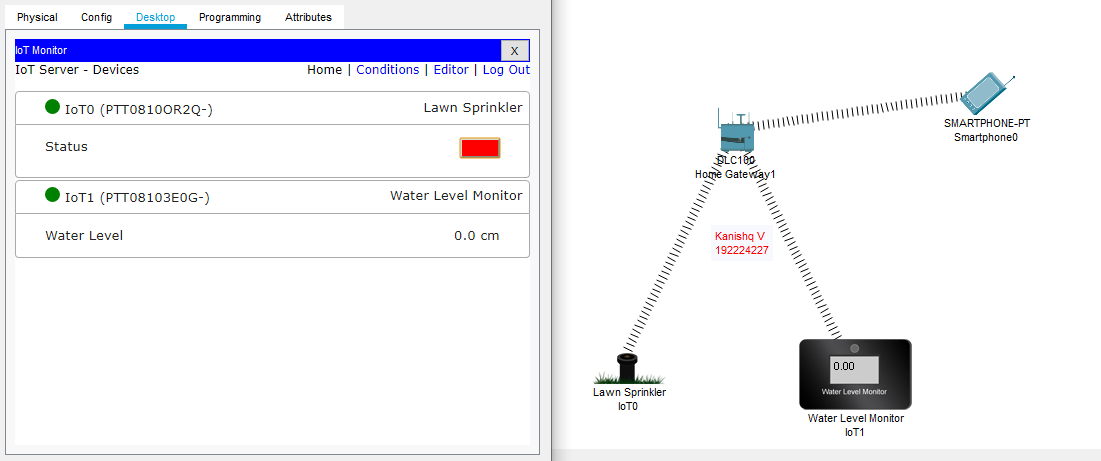 Physical Config Desktop Programming Attributes
IoT Monitor X
IoT Server - Devices Home | Conditions | Editor | Log Out
IoT0 (PTT0810OR2Q-) Lawn Sprinkler
Status
IoT1 (PTT08103E0G-) Water Level Monitor
Water Level 0.0 cm
SMARTPHONE-PT
Smartphone0
DLC100
Home Gateway1
Kanishq V
192224227
0.00
Water Level Monitor
Lawn Sprinkler
IoT0
Water Level Monitor
IoT1